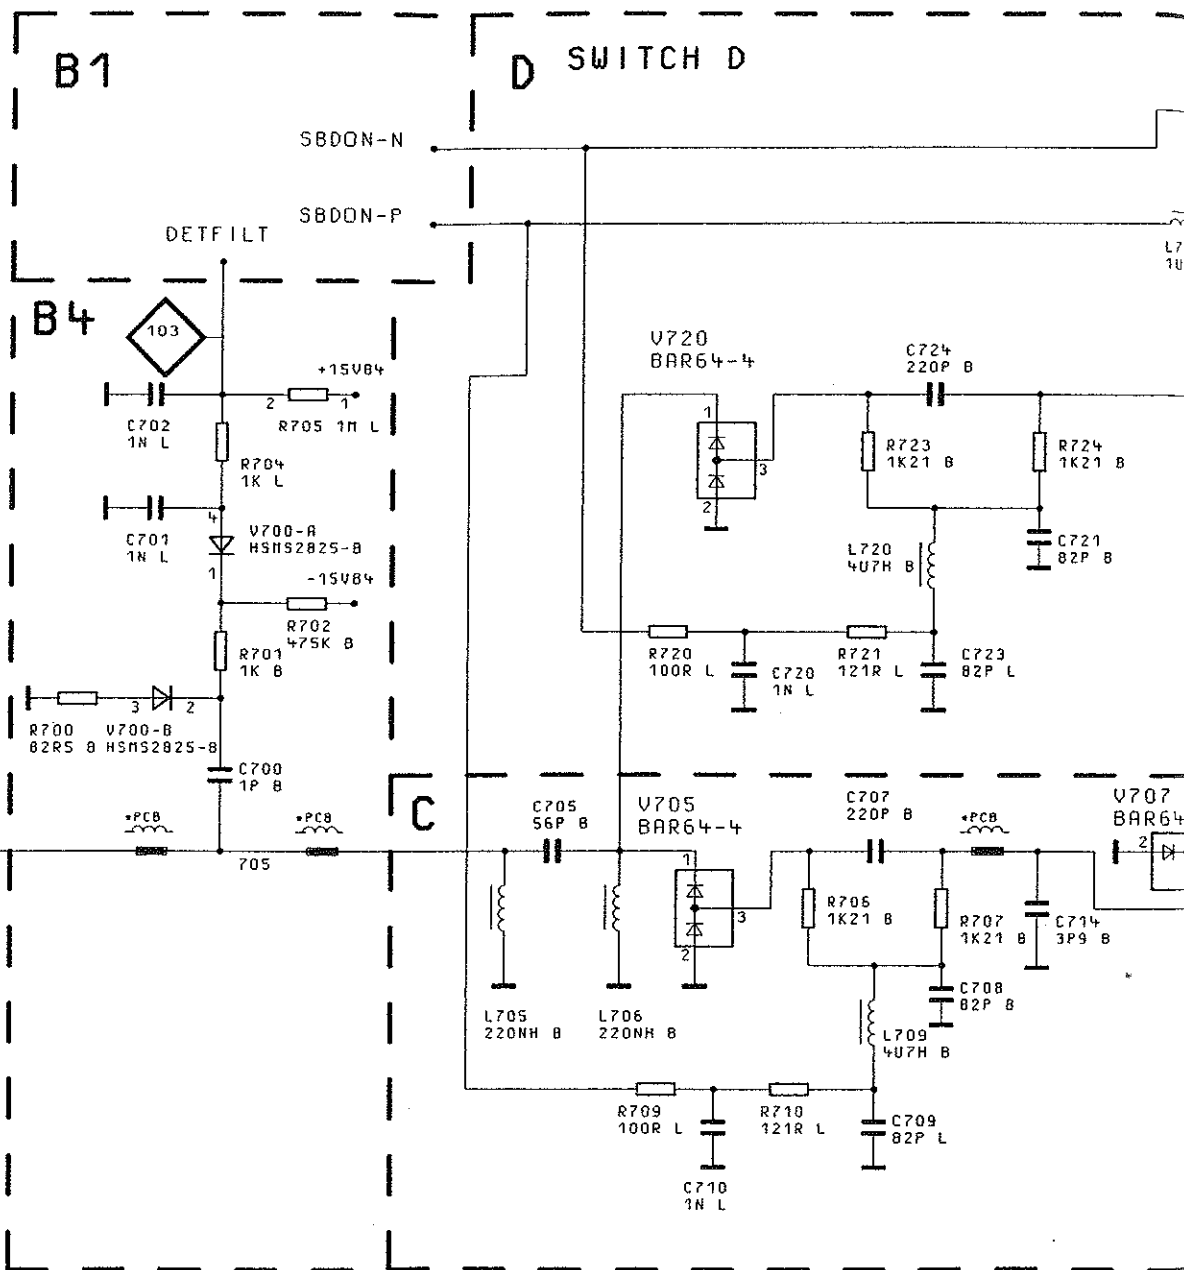 B1
D SWITCH D
SBDON-N
SBDON-P
DETFILT
L7
1U
B4
103
+15VB4
2 1
C702
1N L
R705 1M L
R704
1K L
V720
BAR64-4
1
3
2
C724
220P B
R723
1K21 B
R724
1K21 B
4
C701
1N L
V700-A
HSMS2825-B
1
-15VB4
R702
475K B
L720
4U7H B
C721
82P B
R701
1K B
R720
100R L
C720
1N L
R721
121R L
C723
82P L
3 2
R700
82R5 B
V700-B
HSMS2825-B
C700
1P B
*PCB
*PCB
705
C
C705
56P B
V705
BAR64-4
1
3
2
C707
220P B
*PCB
V707
BAR64
2
R706
1K21 B
R707
1K21 B
C714
3P9 B
L705
220NH B
L706
220NH B
C708
82P B
L709
4U7H B
R709
100R L
R710
121R L
C709
82P L
C710
1N L